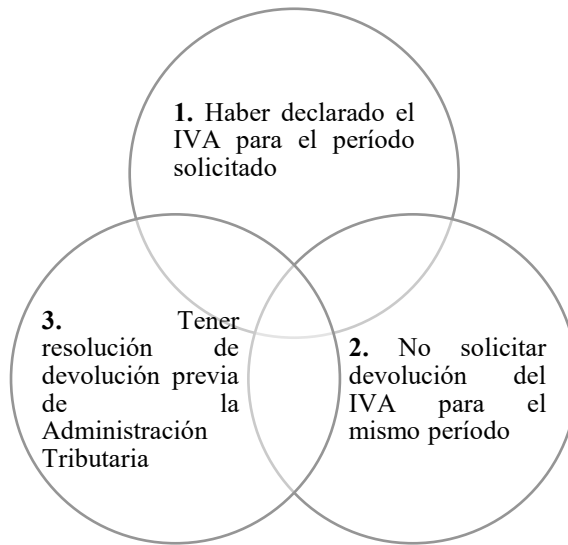 1. Haber declarado el
IVA para el período
solicitado
3. Tener
resolución de
devolución previa
de la
Administración
Tributaria
2. No solicitar
devolución del
IVA para el
mismo período